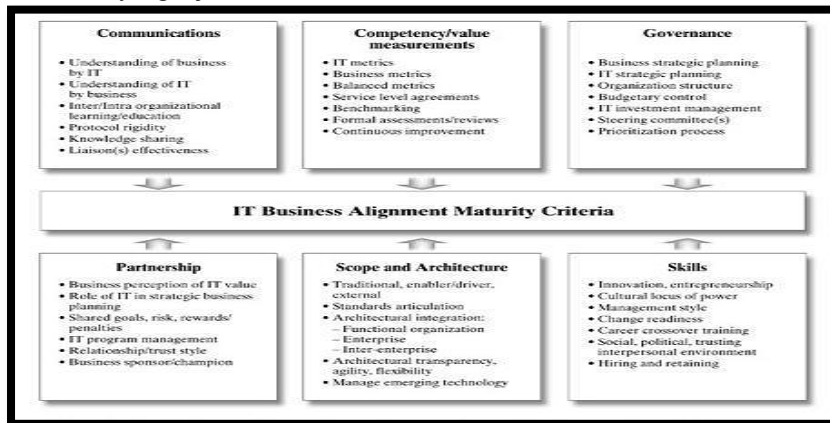 Communications
• Understanding of business
by IT
• Understanding of IT
by business
• Inter/Intra organizational
learning/education
• Protocol rigidity
• Knowledge sharing
• Liaison(s) effectiveness
Competency/value
measurements
• IT metrics
• Business metrics
• Balanced metrics
• Service level agreements
• Benchmarking
• Formal assessments/reviews
• Continuous improvement
Governance
• Business strategic planning
• IT strategic planning
• Organization structure
• Budgetary control
• IT investment management
• Steering committee(s)
• Prioritization process
IT Business Alignment Maturity Criteria
Partnership
• Business perception of IT value
• Role of IT in strategic business
planning
• Shared goals, risk, rewards/
penalties
• IT program management
• Relationship/trust style
• Business sponsor/champion
Scope and Architecture
• Traditional, enabler/driver,
external
• Standards articulation
• Architectural integration:
– Functional organization
– Enterprise
– Inter-enterprise
• Architectural transparency,
agility, flexibility
• Manage emerging technology
Skills
• Innovation, entrepreneurship
• Cultural locus of power
• Management style
• Change readiness
• Career crossover training
• Social, political, trusting
interpersonal environment
• Hiring and retaining